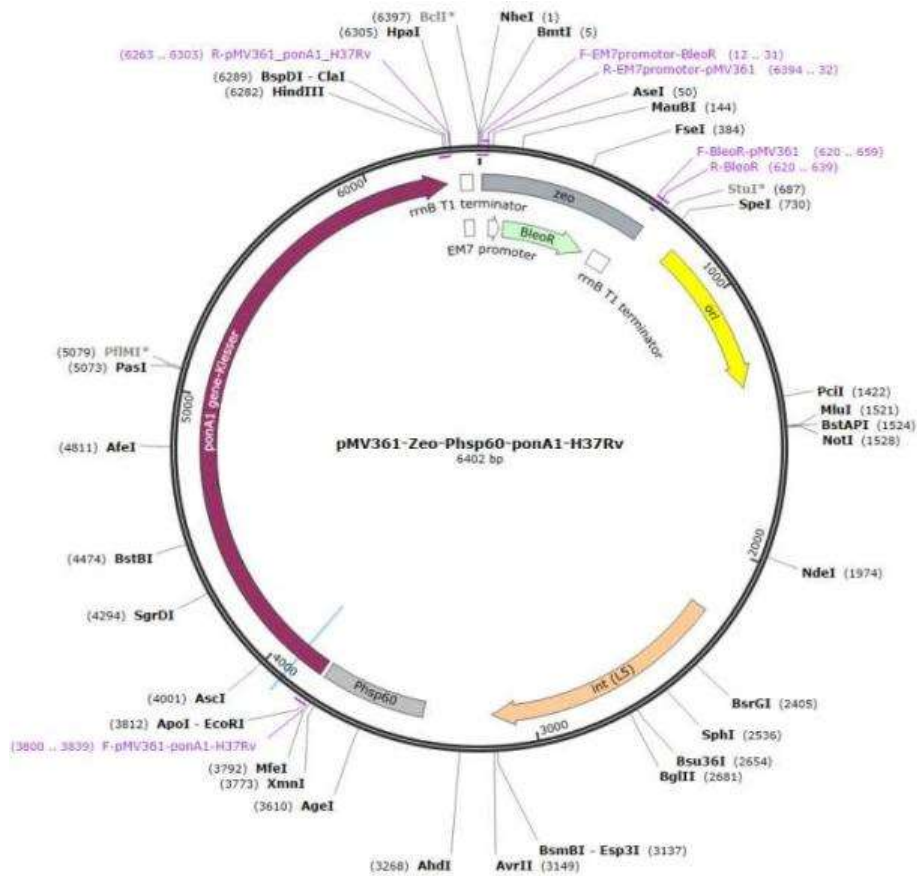 (6397) BclI*
(6305) HpaI
(6263 .. 6303) R-pMV361_ponA1_H37Rv
(6289) BspDI - ClaI
(6282) HindIII
NheI (1)
BmtI (5)
F-EM7promotor-BleoR (12 .. 31)
R-EM7promotor-pMV361 (6394 .. 32)
AseI (50)
MauBI (144)
FseI (384)
F-BleoR-pMV361 (620 .. 659)
R-BleoR (620 .. 639)
StuI* (687)
SpeI (730)
6000
rrnB T1 terminator
zeo
EM7 promoter
BleoR
rrnB T1 terminator
1000
ori
(5079) PflMI*
(5073) PasI
5000
ponA1 gene-Kiesser
(4811) AfeI
PciI (1422)
MluI (1521)
BstAPI (1524)
NotI (1528)
pMV361-Zeo-Phsp60-ponA1-H37Rv
6402 bp
(4474) BstBI
(4294) SgrDI
2000
NdeI (1974)
4000
Phsp60
int (L5)
3000
(4001) AscI
(3812) ApoI - EcoRI
(3800 .. 3839) F-pMV361-ponA1-H37Rv
(3792) MfeI
(3773) XmnI
(3610) AgeI
BsrGI (2405)
SphI (2536)
Bsu36I (2654)
BglII (2681)
BsmBI - Esp3I (3137)
(3268) AhdI
AvrII (3149)